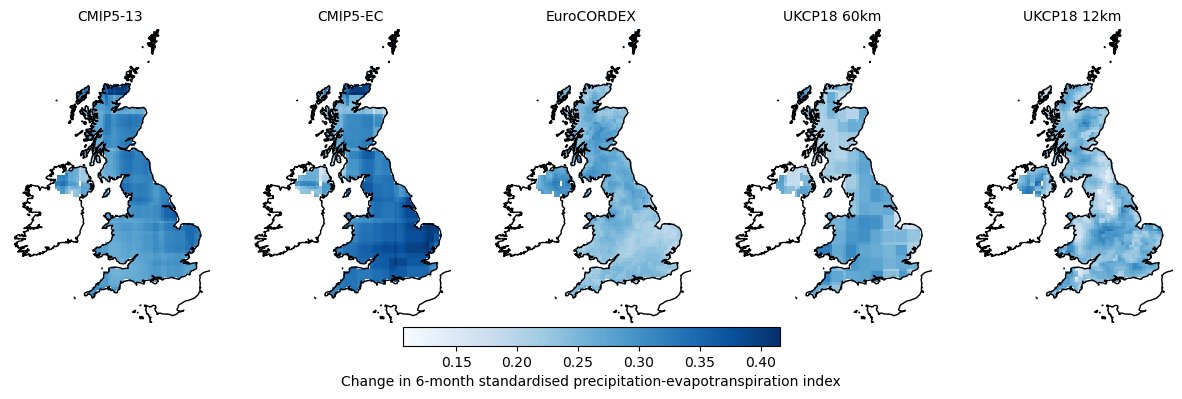 CMIP5-13 CMIP5-EC EuroCORDEX UKCP18 60km UKCP18 12km
0.15 0.20 0.25 0.30 0.35 0.40
Change in 6-month standardised precipitation-evapotranspiration index